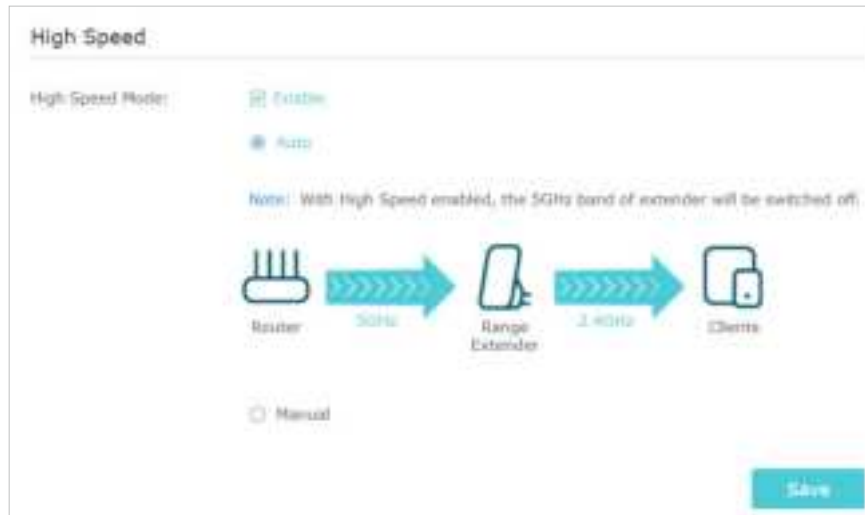 High Speed
High Speed Mode:
Enable
Auto
Note: With High Speed enabled, the 5GHz band of extender will be switched off.
Router
5GHz
Range
Extender
2.4GHz
Clients
Manual
Save